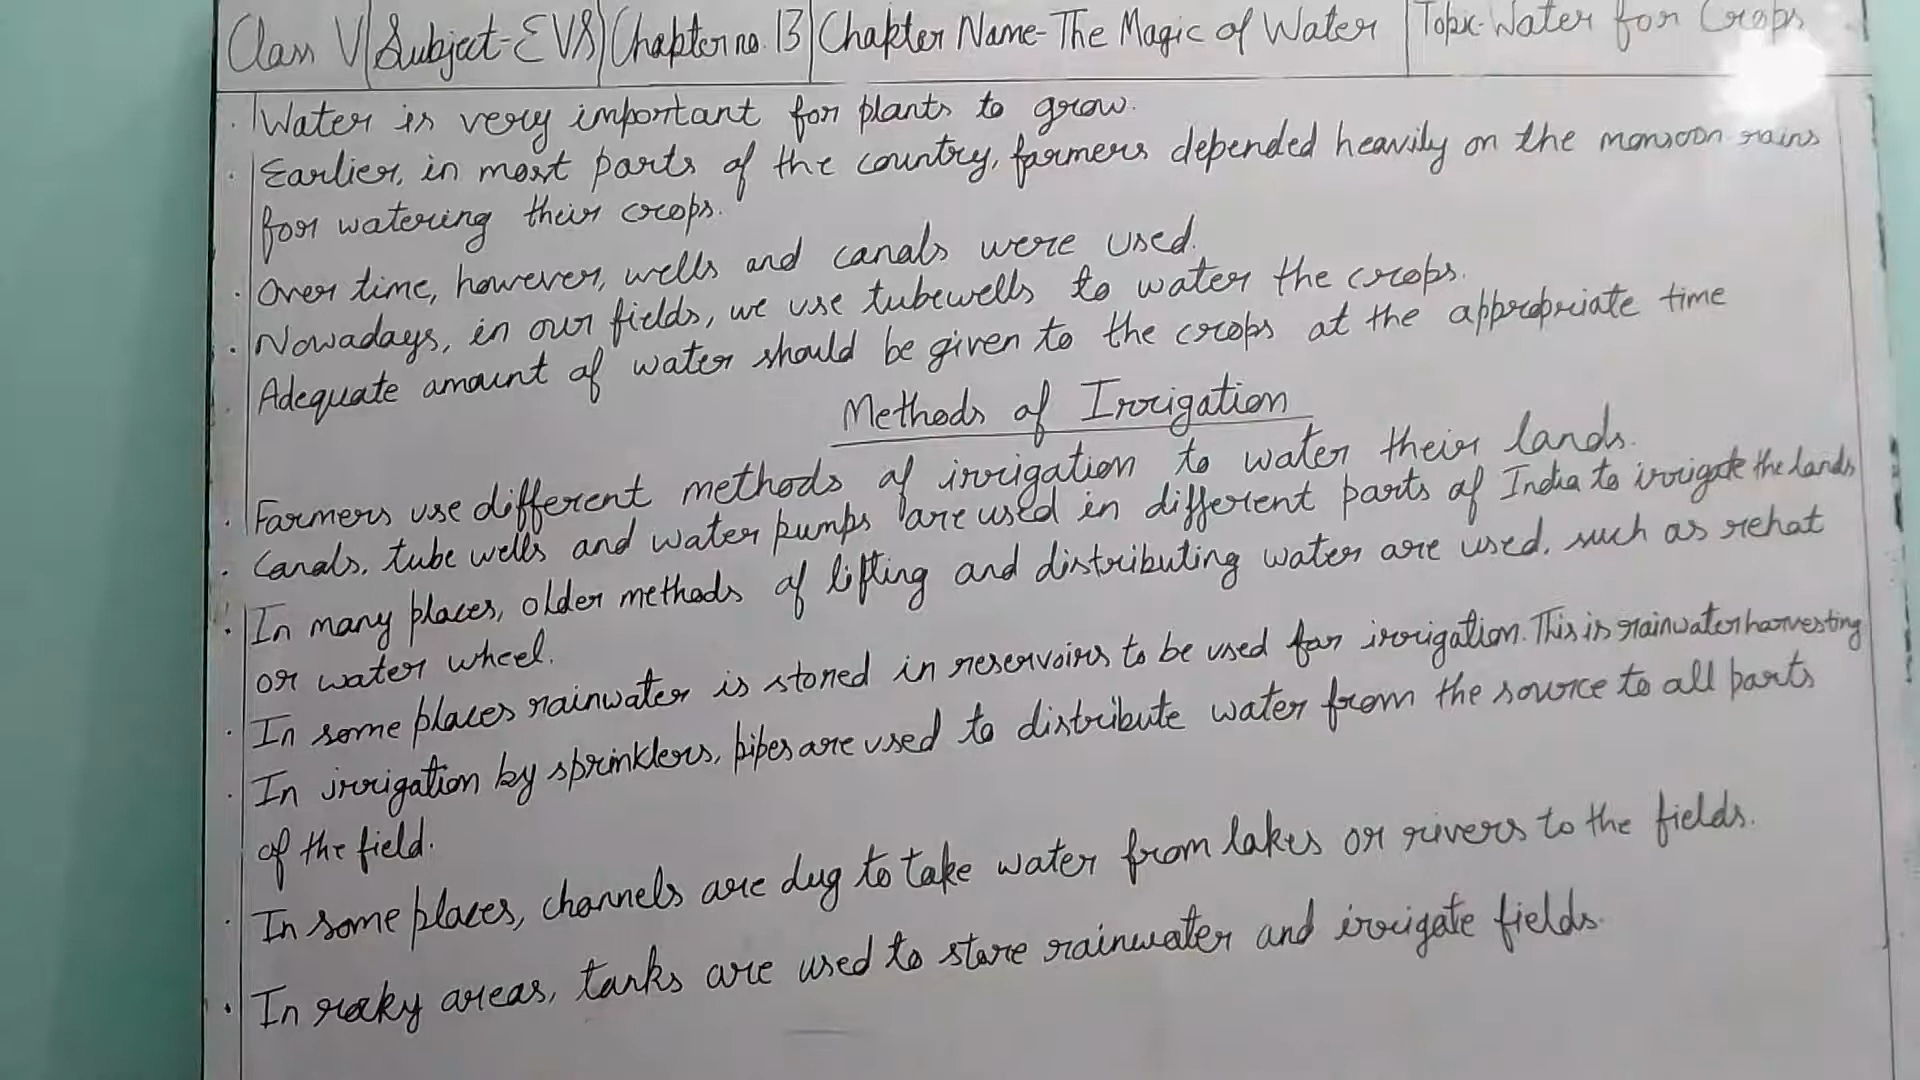 Class V | Subject-EVS | Chapter no. 13 | Chapter Name- The Magic of Water | Topic- Water for Crops
. Water is very important for plants to grow.
. Earlier, in most parts of the country, farmers depended heavily on the monsoon rains
for watering their crops.
. Over time, however, wells and canals were used.
. Nowadays, in our fields, we use tubewells to water the crops.
. Adequate amount of water should be given to the crops at the appropriate time
Methods of Irrigation
. Farmers use different methods of irrigation to water their lands.
. Canals, tube wells and water pumps are used in different parts of India to irrigate the lands
. In many places, older methods of lifting and distributing water are used, such as rehat
or water wheel.
. In some places rainwater is stored in reservoirs to be used for irrigation. This is rainwater harvesting
. In irrigation by sprinklers, pipes are used to distribute water from the source to all parts
of the field.
. In some places, channels are dug to take water from lakes or rivers to the fields.
. In rocky areas, tanks are used to store rainwater and irrigate fields.